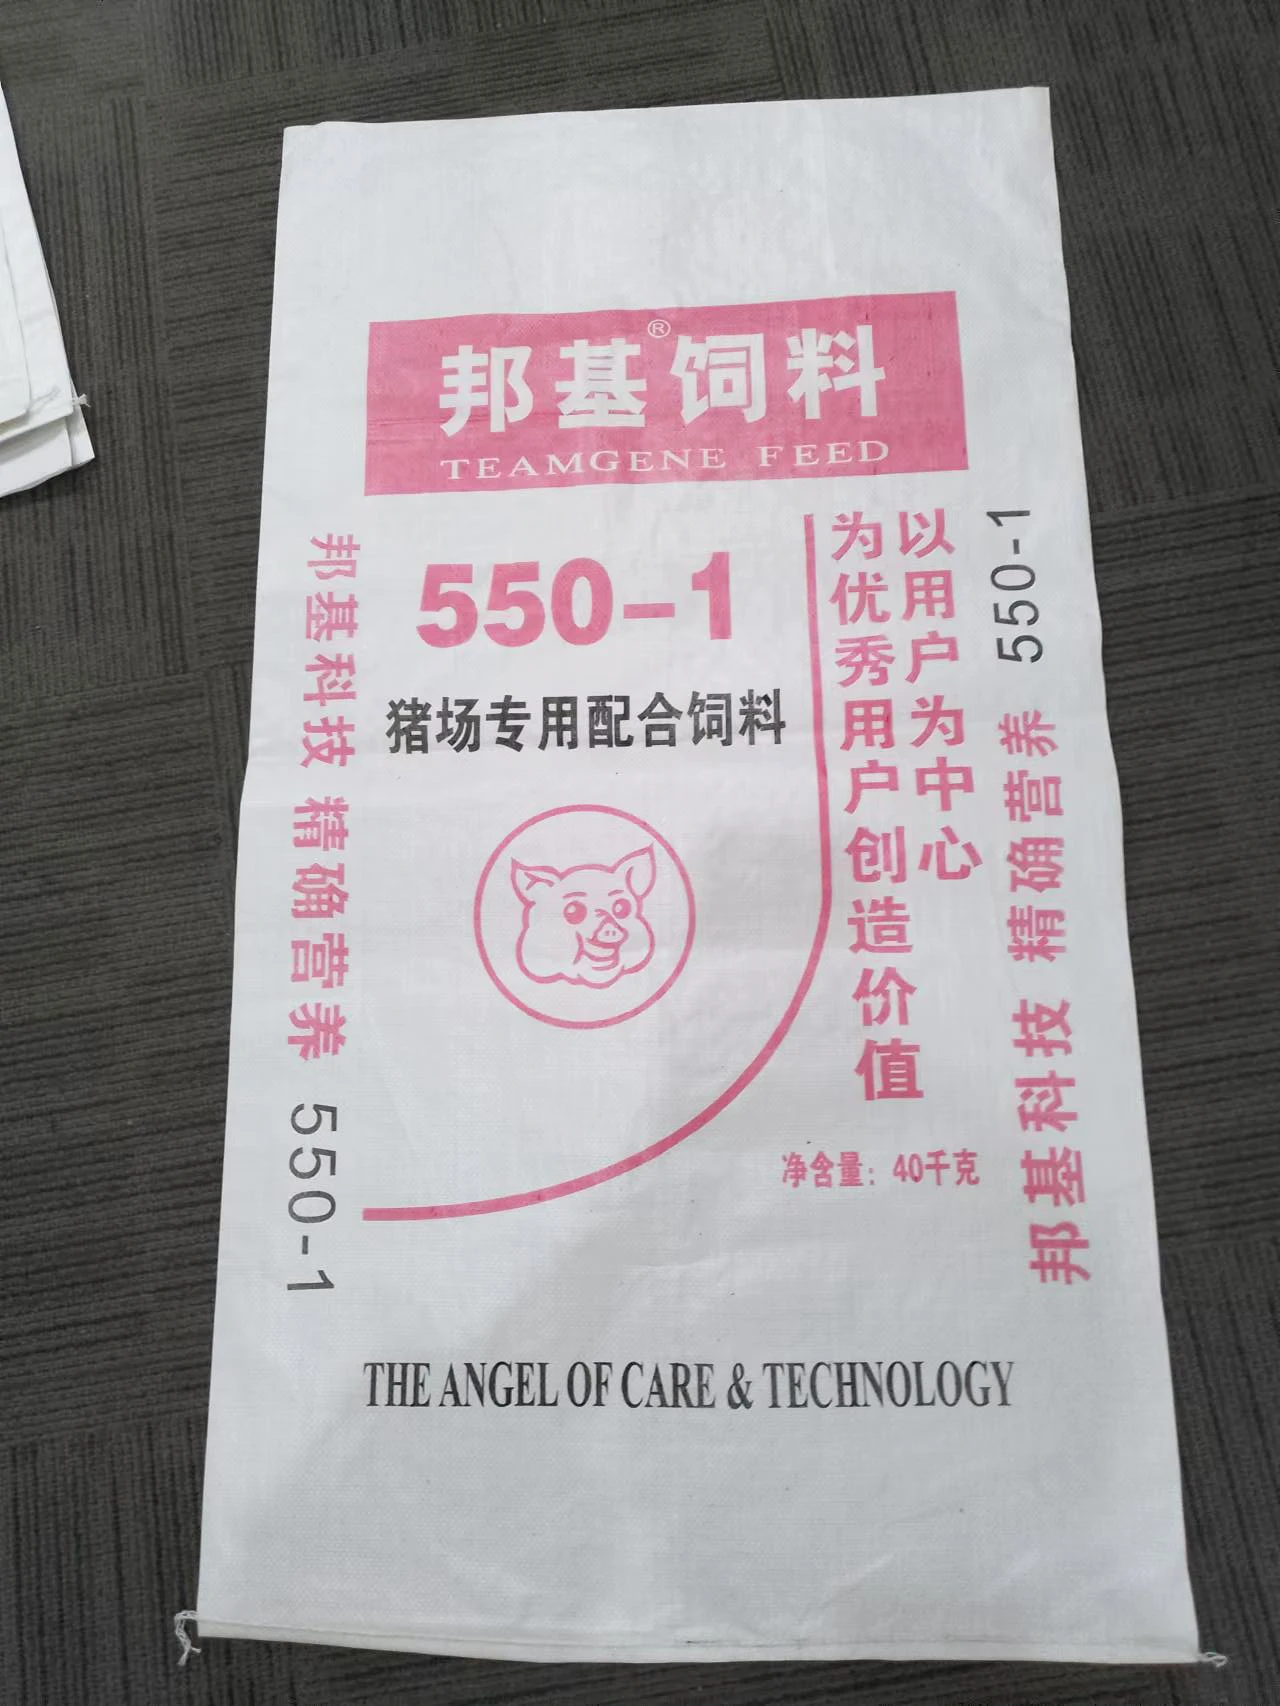 邦基®饲料
TEAMGENE FEED
550-1
猪场专用配合饲料
以用户为中心
为优秀用户创造价值
净含量：40千克
邦基科技 精确营养 550-1
邦基科技 精确营养 550-1
THE ANGEL OF CARE & TECHNOLOGY